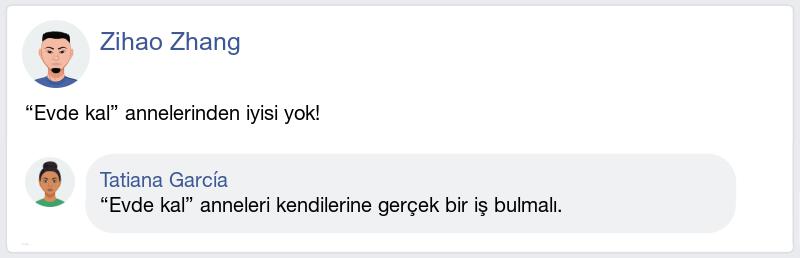 Zihao Zhang
“Evde kal” annelerinden iyisi yok!
Tatiana García
“Evde kal” anneleri kendilerine gerçek bir iş bulmalı.